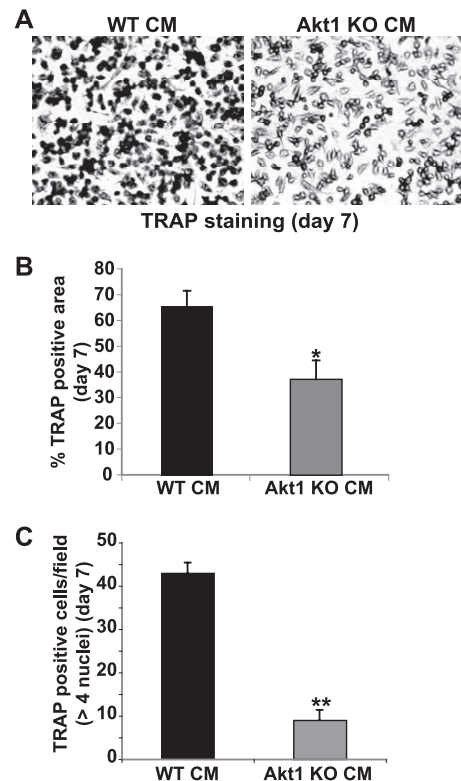 A
WT CM
Akt1 KO CM
TRAP staining (day 7)
B
% TRAP positive area
(day 7)
80
70
60
50
40
30
20
10
0
*
WT CM
Akt1 KO CM
C
TRAP positive cells/field
(> 4 nuclei) (day 7)
50
40
30
20
10
0
**
WT CM
Akt1 KO CM